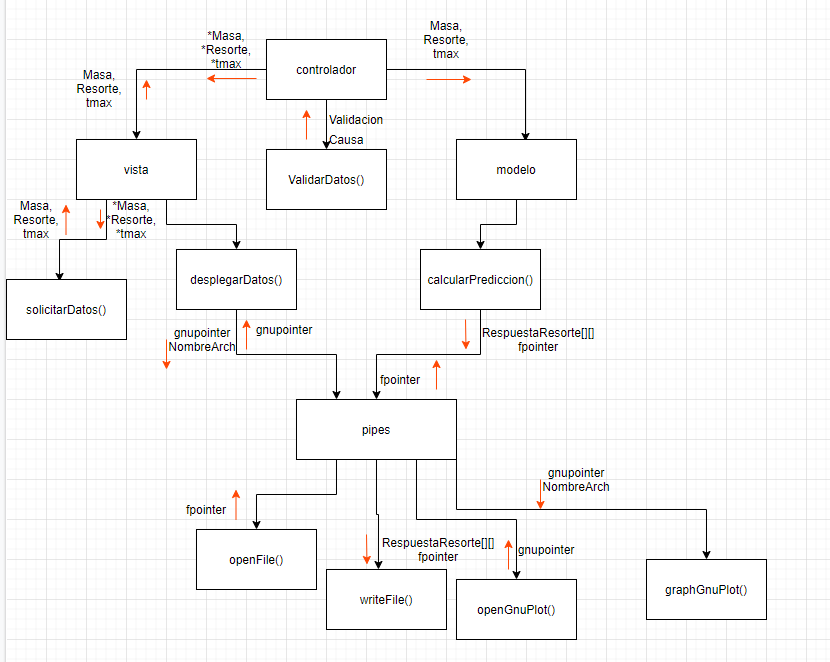 *Masa,
*Resorte,
*tmax
Masa,
Resorte,
tmax
controlador
Masa,
Resorte,
tmax
Validacion
Causa
vista
ValidarDatos()
modelo
Masa,
Resorte,
tmax
*Masa,
*Resorte,
*tmax
solicitarDatos()
desplegarDatos()
calcularPrediccion()
gnupointer
NombreArch
gnupointer
RespuestaResorte[][]
fpointer
fpointer
pipes
gnupointer
NombreArch
fpointer
RespuestaResorte[][]
fpointer
gnupointer
openFile()
writeFile()
openGnuPlot()
graphGnuPlot()